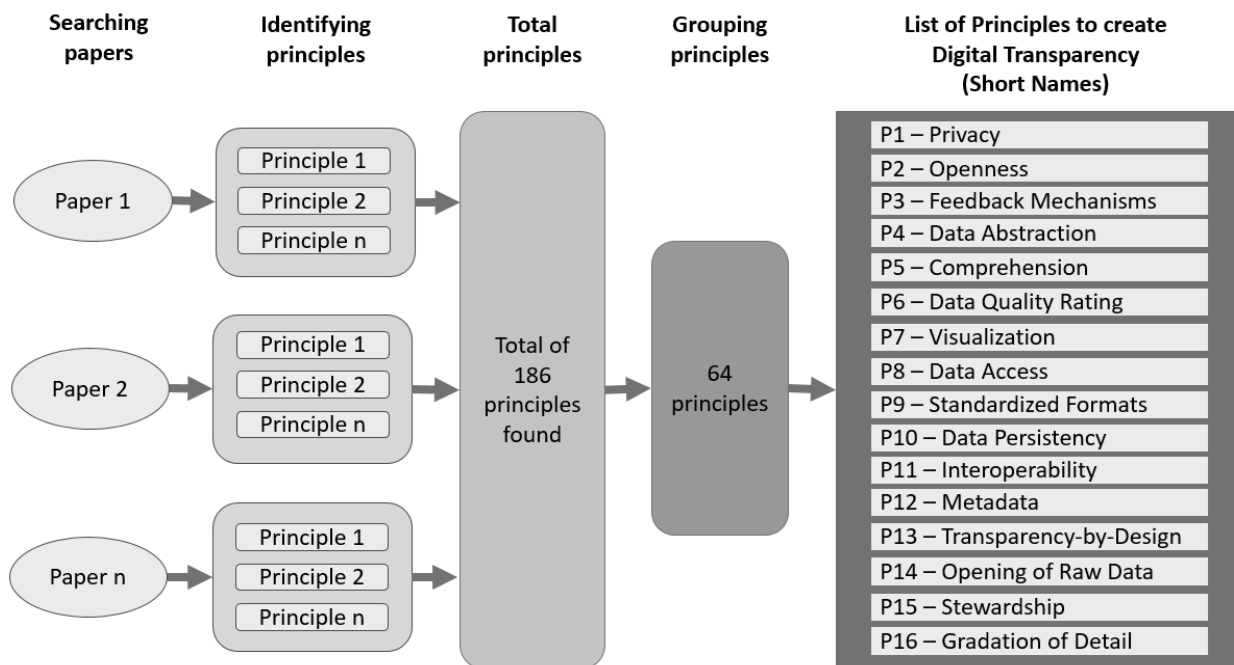 Searching
papers
Identifying
principles
Total
principles
Grouping
principles
List of Principles to create
Digital Transparency
(Short Names)
Paper 1
Principle 1
Principle 2
Principle n
Paper 2
Principle 1
Principle 2
Principle n
Paper n
Principle 1
Principle 2
Principle n
Total of
186
principles
found
64
principles
P1 – Privacy
P2 – Openness
P3 – Feedback Mechanisms
P4 – Data Abstraction
P5 – Comprehension
P6 – Data Quality Rating
P7 – Visualization
P8 – Data Access
P9 – Standardized Formats
P10 – Data Persistency
P11 – Interoperability
P12 – Metadata
P13 – Transparency-by-Design
P14 – Opening of Raw Data
P15 – Stewardship
P16 – Gradation of Detail